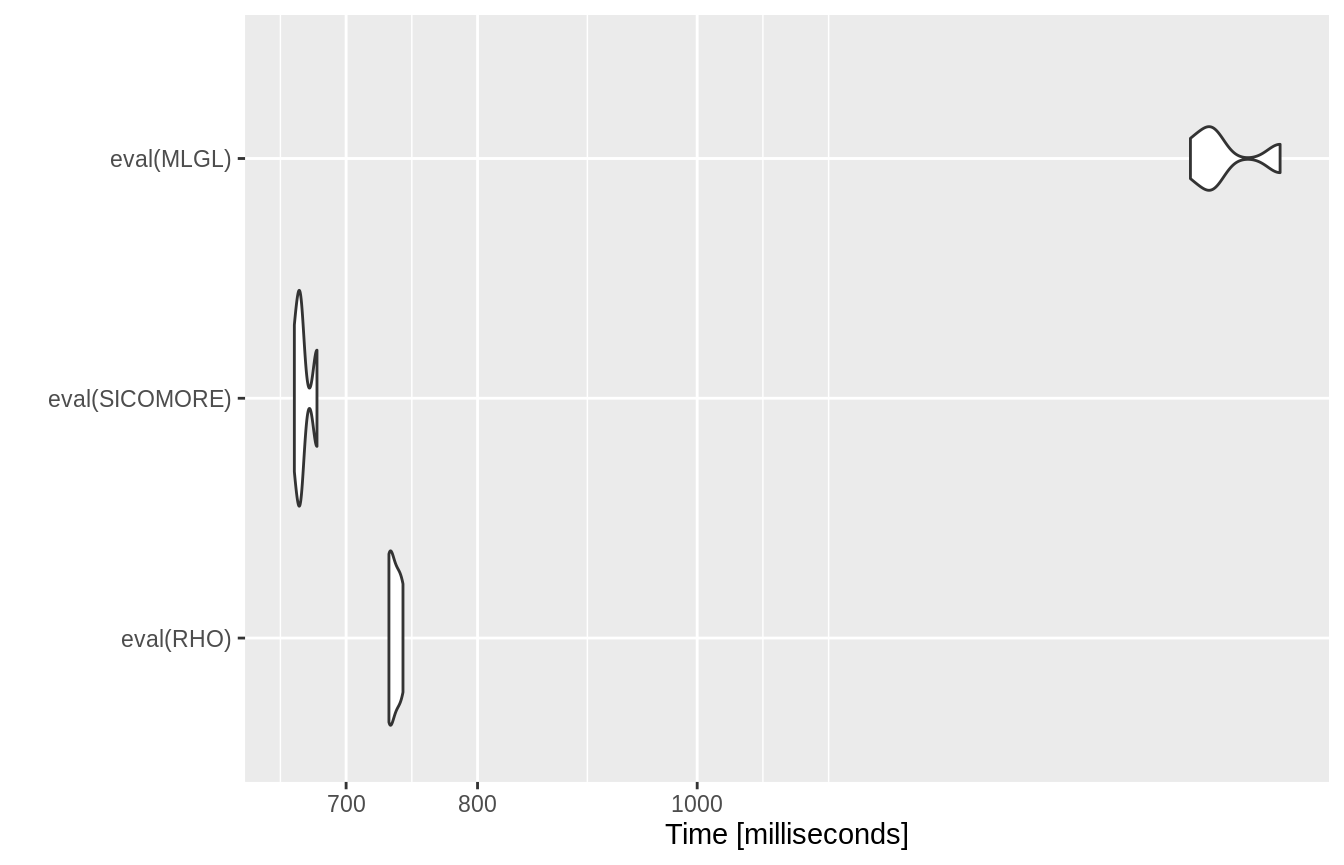 eval(MLGL)
eval(SICOMORE)
eval(RHO)
700 800 1000
Time [milliseconds]